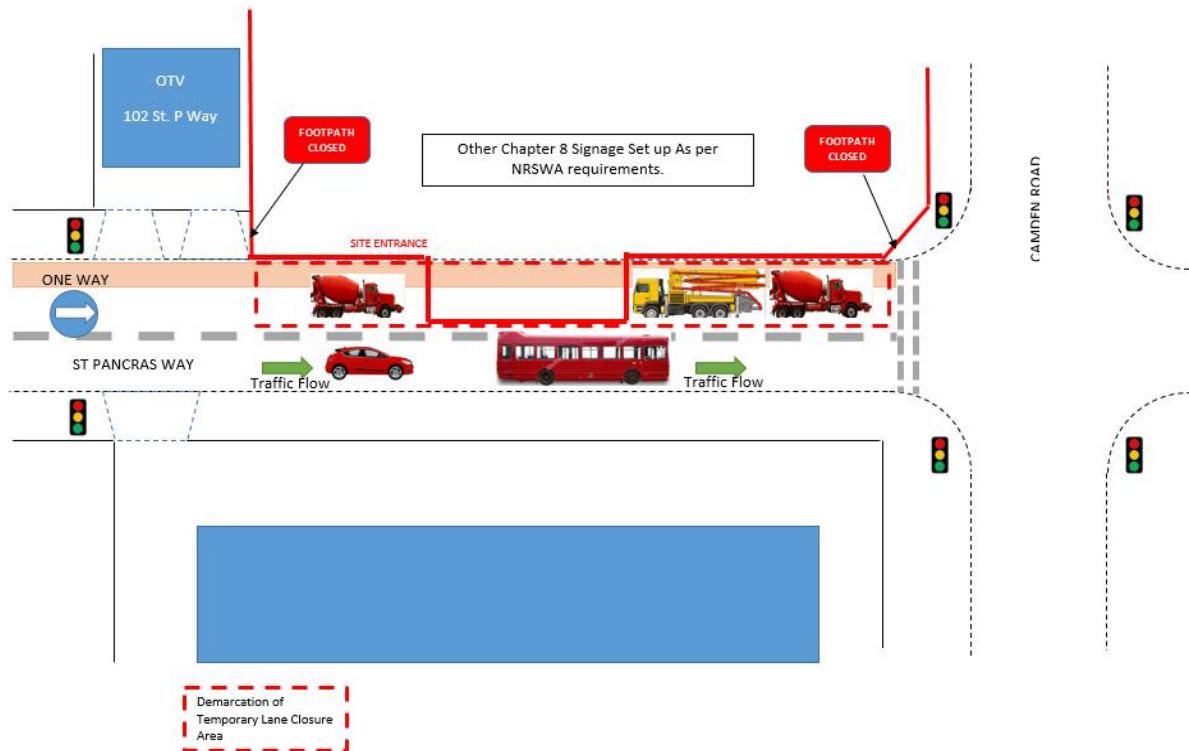 OTV
102 St. P Way
FOOTPATH
CLOSED
Other Chapter 8 Signage Set up As per
NRSWA requirements.
FOOTPATH
CLOSED
CAMDEN ROAD
SITE ENTRANCE
ONE WAY
ST PANCRAS WAY
Traffic Flow
Traffic Flow
Demarcation of
Temporary Lane Closure
Area